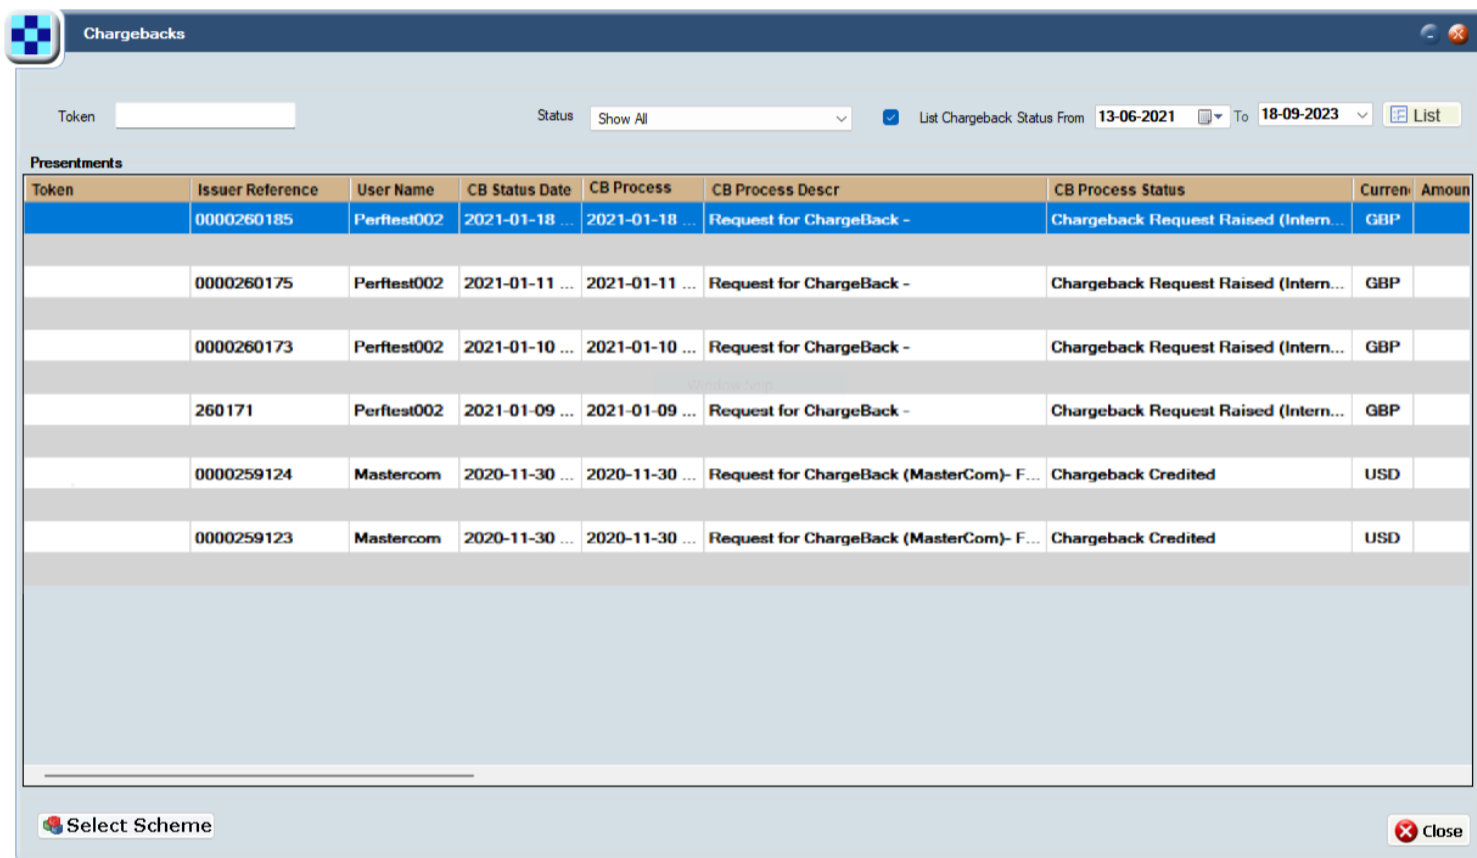 Chargebacks
Token Status Show All List Chargeback Status From 13-06-2021 To 18-09-2023 List
Presentments
Token Issuer Reference User Name CB Status Date CB Process CB Process Descr CB Process Status Curren Amoun
0000260185 Perftest002 2021-01-18 ... 2021-01-18 ... Request for ChargeBack - Chargeback Request Raised (Intern... GBP
0000260175 Perftest002 2021-01-11 ... 2021-01-11 ... Request for ChargeBack - Chargeback Request Raised (Intern... GBP
0000260173 Perftest002 2021-01-10 ... 2021-01-10 ... Request for ChargeBack - Chargeback Request Raised (Intern... GBP
260171 Perftest002 2021-01-09 ... 2021-01-09 ... Request for ChargeBack - Chargeback Request Raised (Intern... GBP
0000259124 Mastercom 2020-11-30 ... 2020-11-30 ... Request for ChargeBack (MasterCom)- F... Chargeback Credited USD
0000259123 Mastercom 2020-11-30 ... 2020-11-30 ... Request for ChargeBack (MasterCom)- F... Chargeback Credited USD
Select Scheme Close